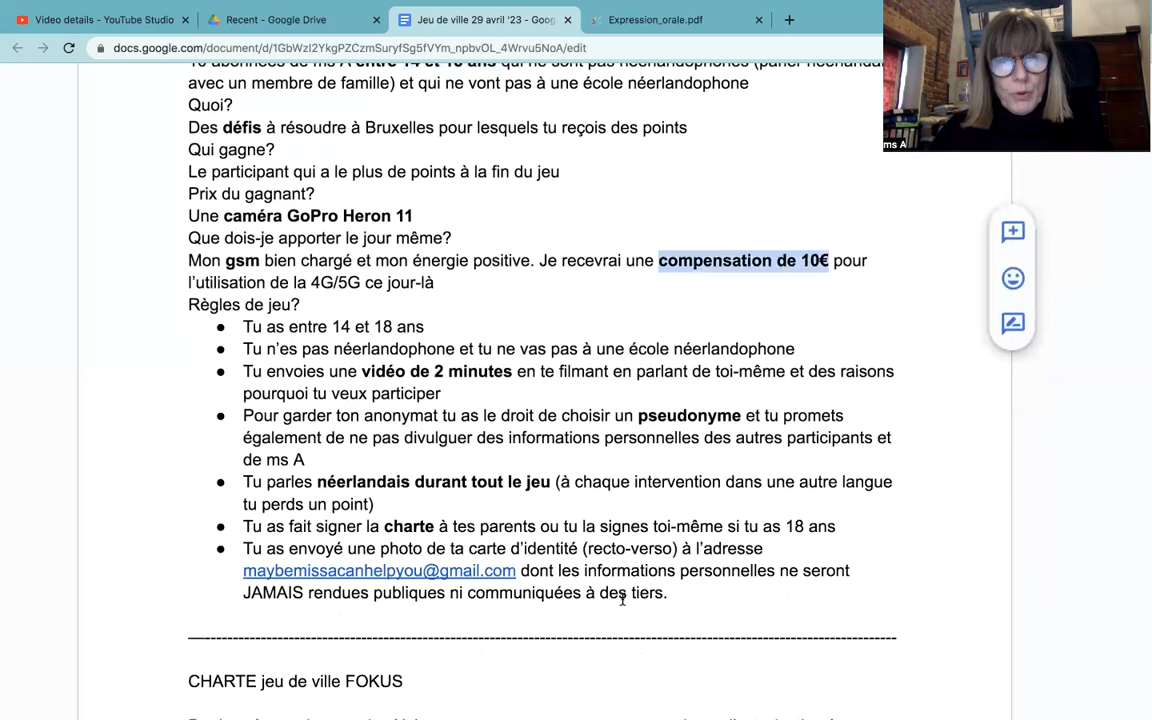 Video details - YouTube Studio
Recent - Google Drive
Jeu de ville 29 avril '23 - Goog
Expression_orale.pdf
docs.google.com/document/d/1GbWzI2YkgPZCzmSuryfSg5fVYm_npbvOL_4Wrvu5NoA/edit
avec un membre de famille) et qui ne vont pas à une école néerlandophone
Quoi?
Des défis à résoudre à Bruxelles pour lesquels tu reçois des points
Qui gagne?
Le participant qui a le plus de points à la fin du jeu
Prix du gagnant?
Une caméra GoPro Heron 11
Que dois-je apporter le jour même?
Mon gsm bien chargé et mon énergie positive. Je recevrai une compensation de 10€ pour
l'utilisation de la 4G/5G ce jour-là
Règles de jeu?
● Tu as entre 14 et 18 ans
● Tu n'es pas néerlandophone et tu ne vas pas à une école néerlandophone
● Tu envoies une vidéo de 2 minutes en te filmant en parlant de toi-même et des raisons
pourquoi tu veux participer
● Pour garder ton anonymat tu as le droit de choisir un pseudonyme et tu promets
également de ne pas divulguer des informations personnelles des autres participants et
de ms A
● Tu parles néerlandais durant tout le jeu (à chaque intervention dans une autre langue
tu perds un point)
● Tu as fait signer la charte à tes parents ou tu la signes toi-même si tu as 18 ans
● Tu as envoyé une photo de ta carte d'identité (recto-verso) à l'adresse
maybemissacanhelpyou@gmail.com dont les informations personnelles ne seront
JAMAIS rendues publiques ni communiquées à des tiers.
CHARTE jeu de ville FOKUS
ms A